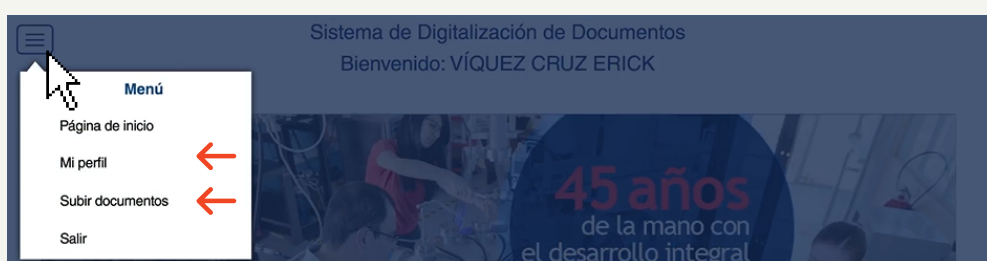 Sistema de Digitalización de Documentos
Bienvenido: VÍQUEZ CRUZ ERICK
Menú
Página de inicio
Mi perfil
Subir documentos
Salir
45 años
de la mano con
el desarrollo integral